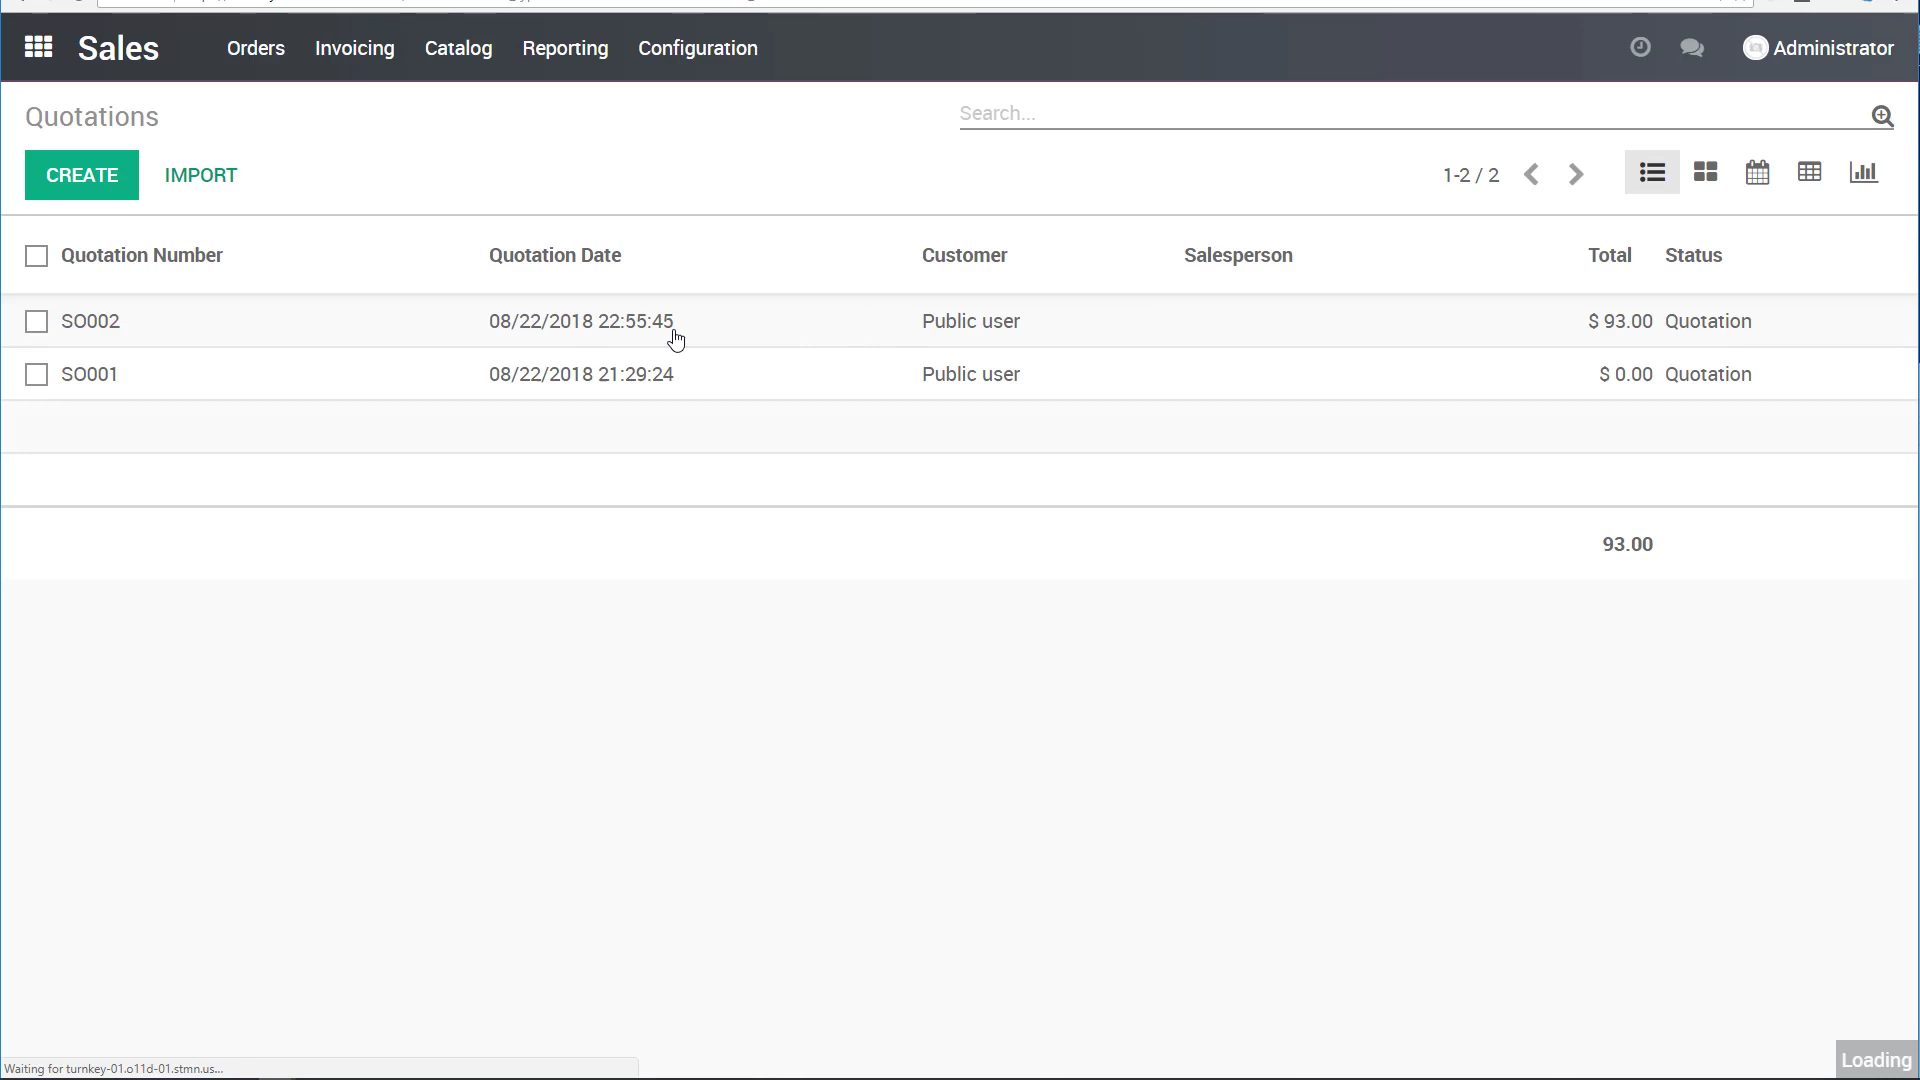 Sales Orders Invoicing Catalog Reporting Configuration Administrator
Quotations Search...
CREATE IMPORT 1-2 / 2
Quotation Number Quotation Date Customer Salesperson Total Status
SO002 08/22/2018 22:55:45 Public user $ 93.00 Quotation
SO001 08/22/2018 21:29:24 Public user $ 0.00 Quotation
93.00
Waiting for turnkey-01.o11d-01.stmn.us...
Loading